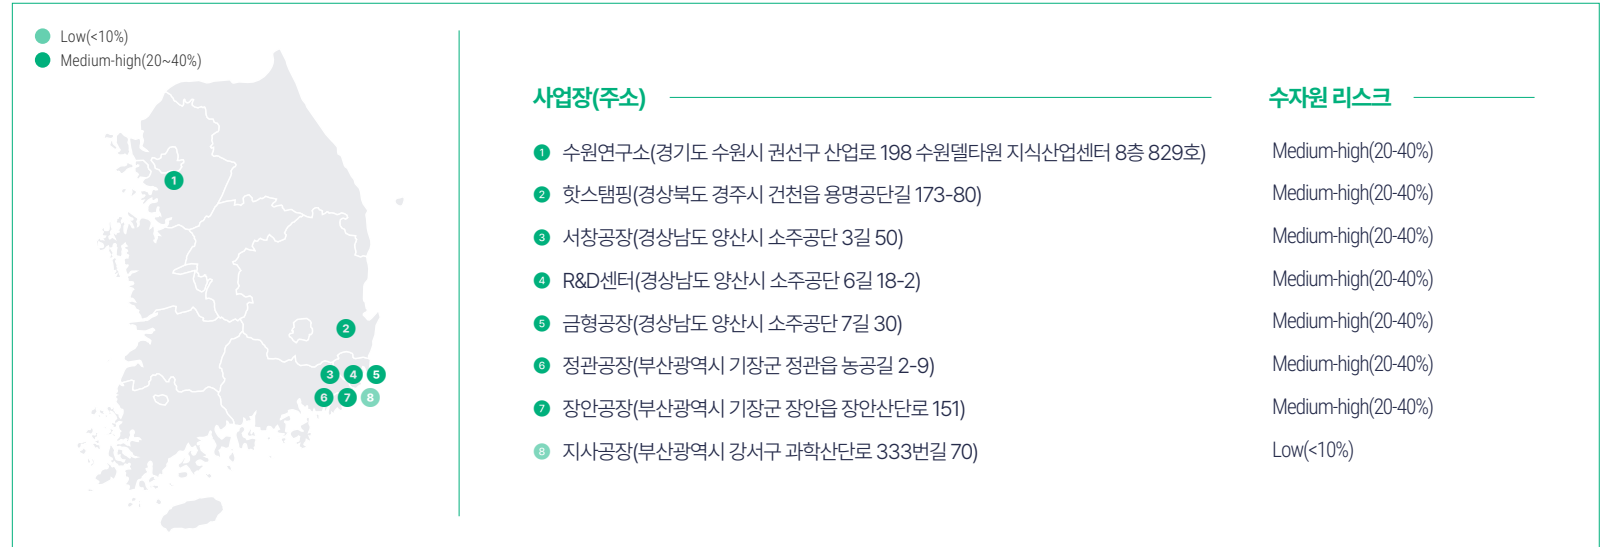 Low(<10%)
Medium-high(20~40%)
1
2
3 4 5
6 7 8
사업장(주소) 수자원 리스크
1 수원연구소(경기도 수원시 권선구 산업로 198 수원델타원 지식산업센터 8층 829호) Medium-high(20-40%)
2 핫스탬핑(경상북도 경주시 건천읍 용명공단길 173-80) Medium-high(20-40%)
3 서창공장(경상남도 양산시 소주공단 3길 50) Medium-high(20-40%)
4 R&D센터(경상남도 양산시 소주공단 6길 18-2) Medium-high(20-40%)
5 금형공장(경상남도 양산시 소주공단 7길 30) Medium-high(20-40%)
6 정관공장(부산광역시 기장군 정관읍 농공길 2-9) Medium-high(20-40%)
7 장안공장(부산광역시 기장군 장안읍 장안산단로 151) Medium-high(20-40%)
8 지사공장(부산광역시 강서구 과학산단로 333번길 70) Low(<10%)